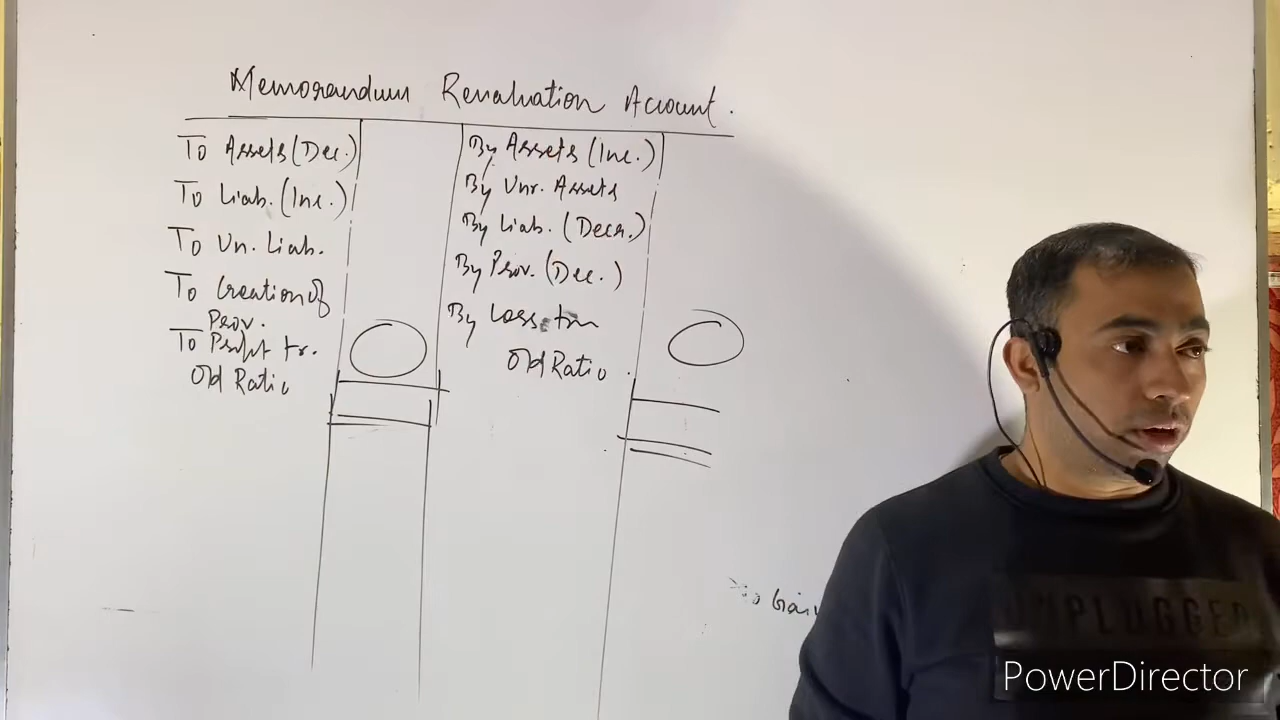 Memorandum Revaluation Account.
To Assets (Dec.)
To Liab. (Inc.)
To Un. Liab.
To Creation of
Prov.
To Profit tr.
Old Ratio
By Assets (Inc.)
By Unr. Assets
By Liab. (Decr.)
By Prov. (Dec.)
By Loss trn
Old Ratio.
UNPLUGGED
PowerDirector